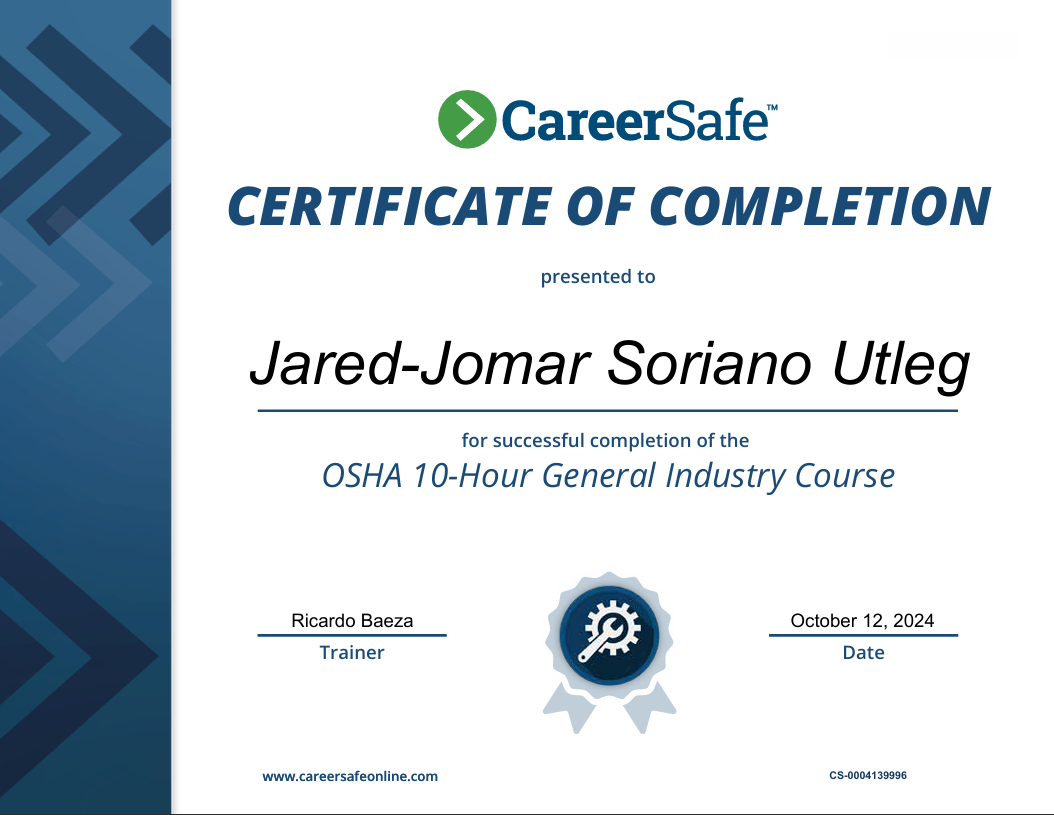 CareerSafe™
CERTIFICATE OF COMPLETION
presented to
Jared-Jomar Soriano Utleg
for successful completion of the
OSHA 10-Hour General Industry Course
Ricardo Baeza
Trainer
October 12, 2024
Date
www.careersafeonline.com
CS-0004139996